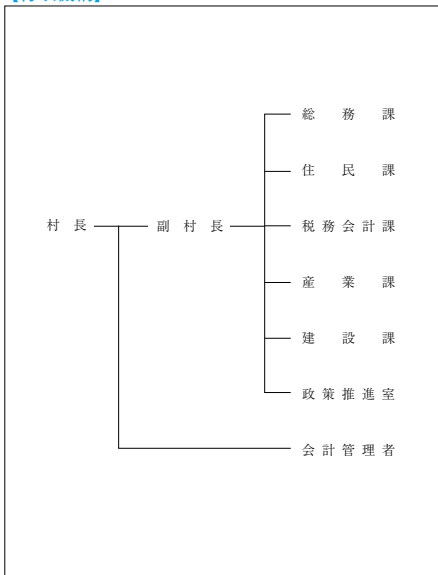 総務課
住民課
村長
副村長
税務会計課
産業課
建設課
政策推進室
会計管理者